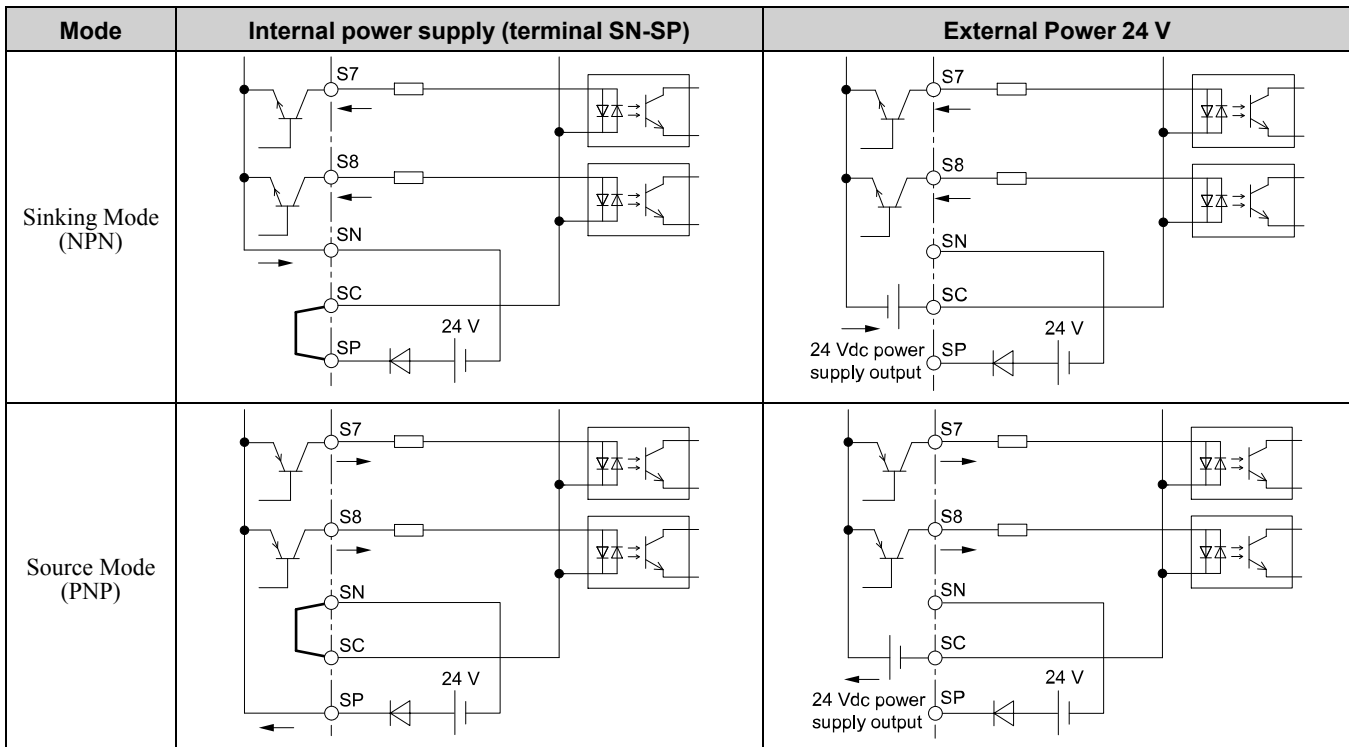 Mode
Internal power supply (terminal SN-SP)
External Power 24 V
Sinking Mode
(NPN)
S7
S8
SN
SC
24 V
SP
S7
S8
SN
SC
24 V
24 Vdc power
supply output
SP
Source Mode
(PNP)
S7
S8
SN
SC
24 V
SP
S7
S8
SN
SC
24 V
24 Vdc power
supply output
SP